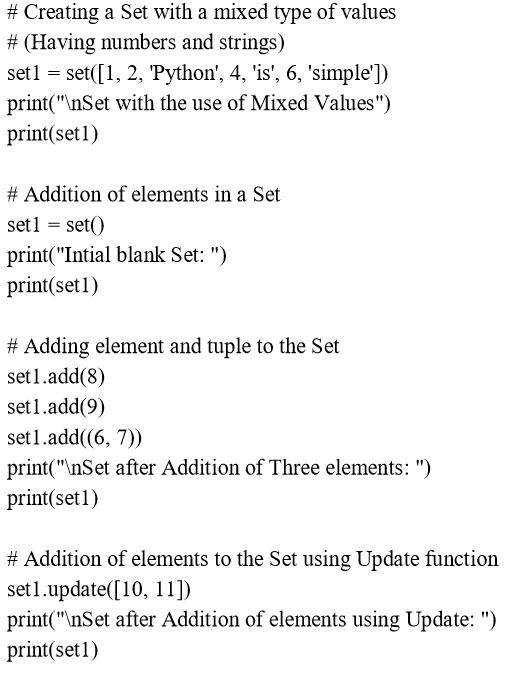 # Creating a Set with a mixed type of values
# (Having numbers and strings)
set1 = set([1, 2, 'Python', 4, 'is', 6, 'simple'])
print("\nSet with the use of Mixed Values")
print(set1)

# Addition of elements in a Set
set1 = set()
print("Intial blank Set: ")
print(set1)

# Adding element and tuple to the Set
set1.add(8)
set1.add(9)
set1.add((6, 7))
print("\nSet after Addition of Three elements: ")
print(set1)

# Addition of elements to the Set using Update function
set1.update([10, 11])
print("\nSet after Addition of elements using Update: ")
print(set1)